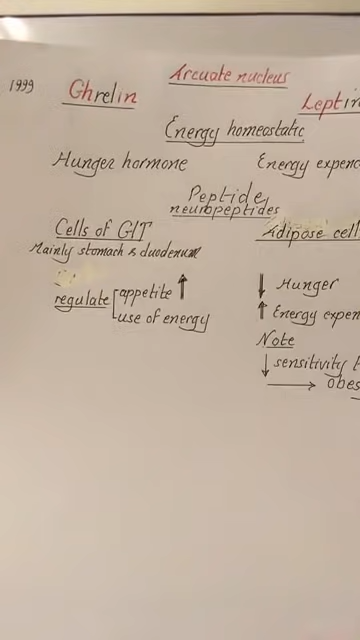 Arcuate nucleus
1999 Ghrelin Leptin
Energy homeostatic
Hunger hormone Energy expen
Peptide
neuropeptides
Cells of GIT Adipose cell
Mainly stomach & duodenum
regulate appetite ↑
use of energy
↓ Hunger
↑ Energy expen
Note
↓ sensitivity t
→ obes